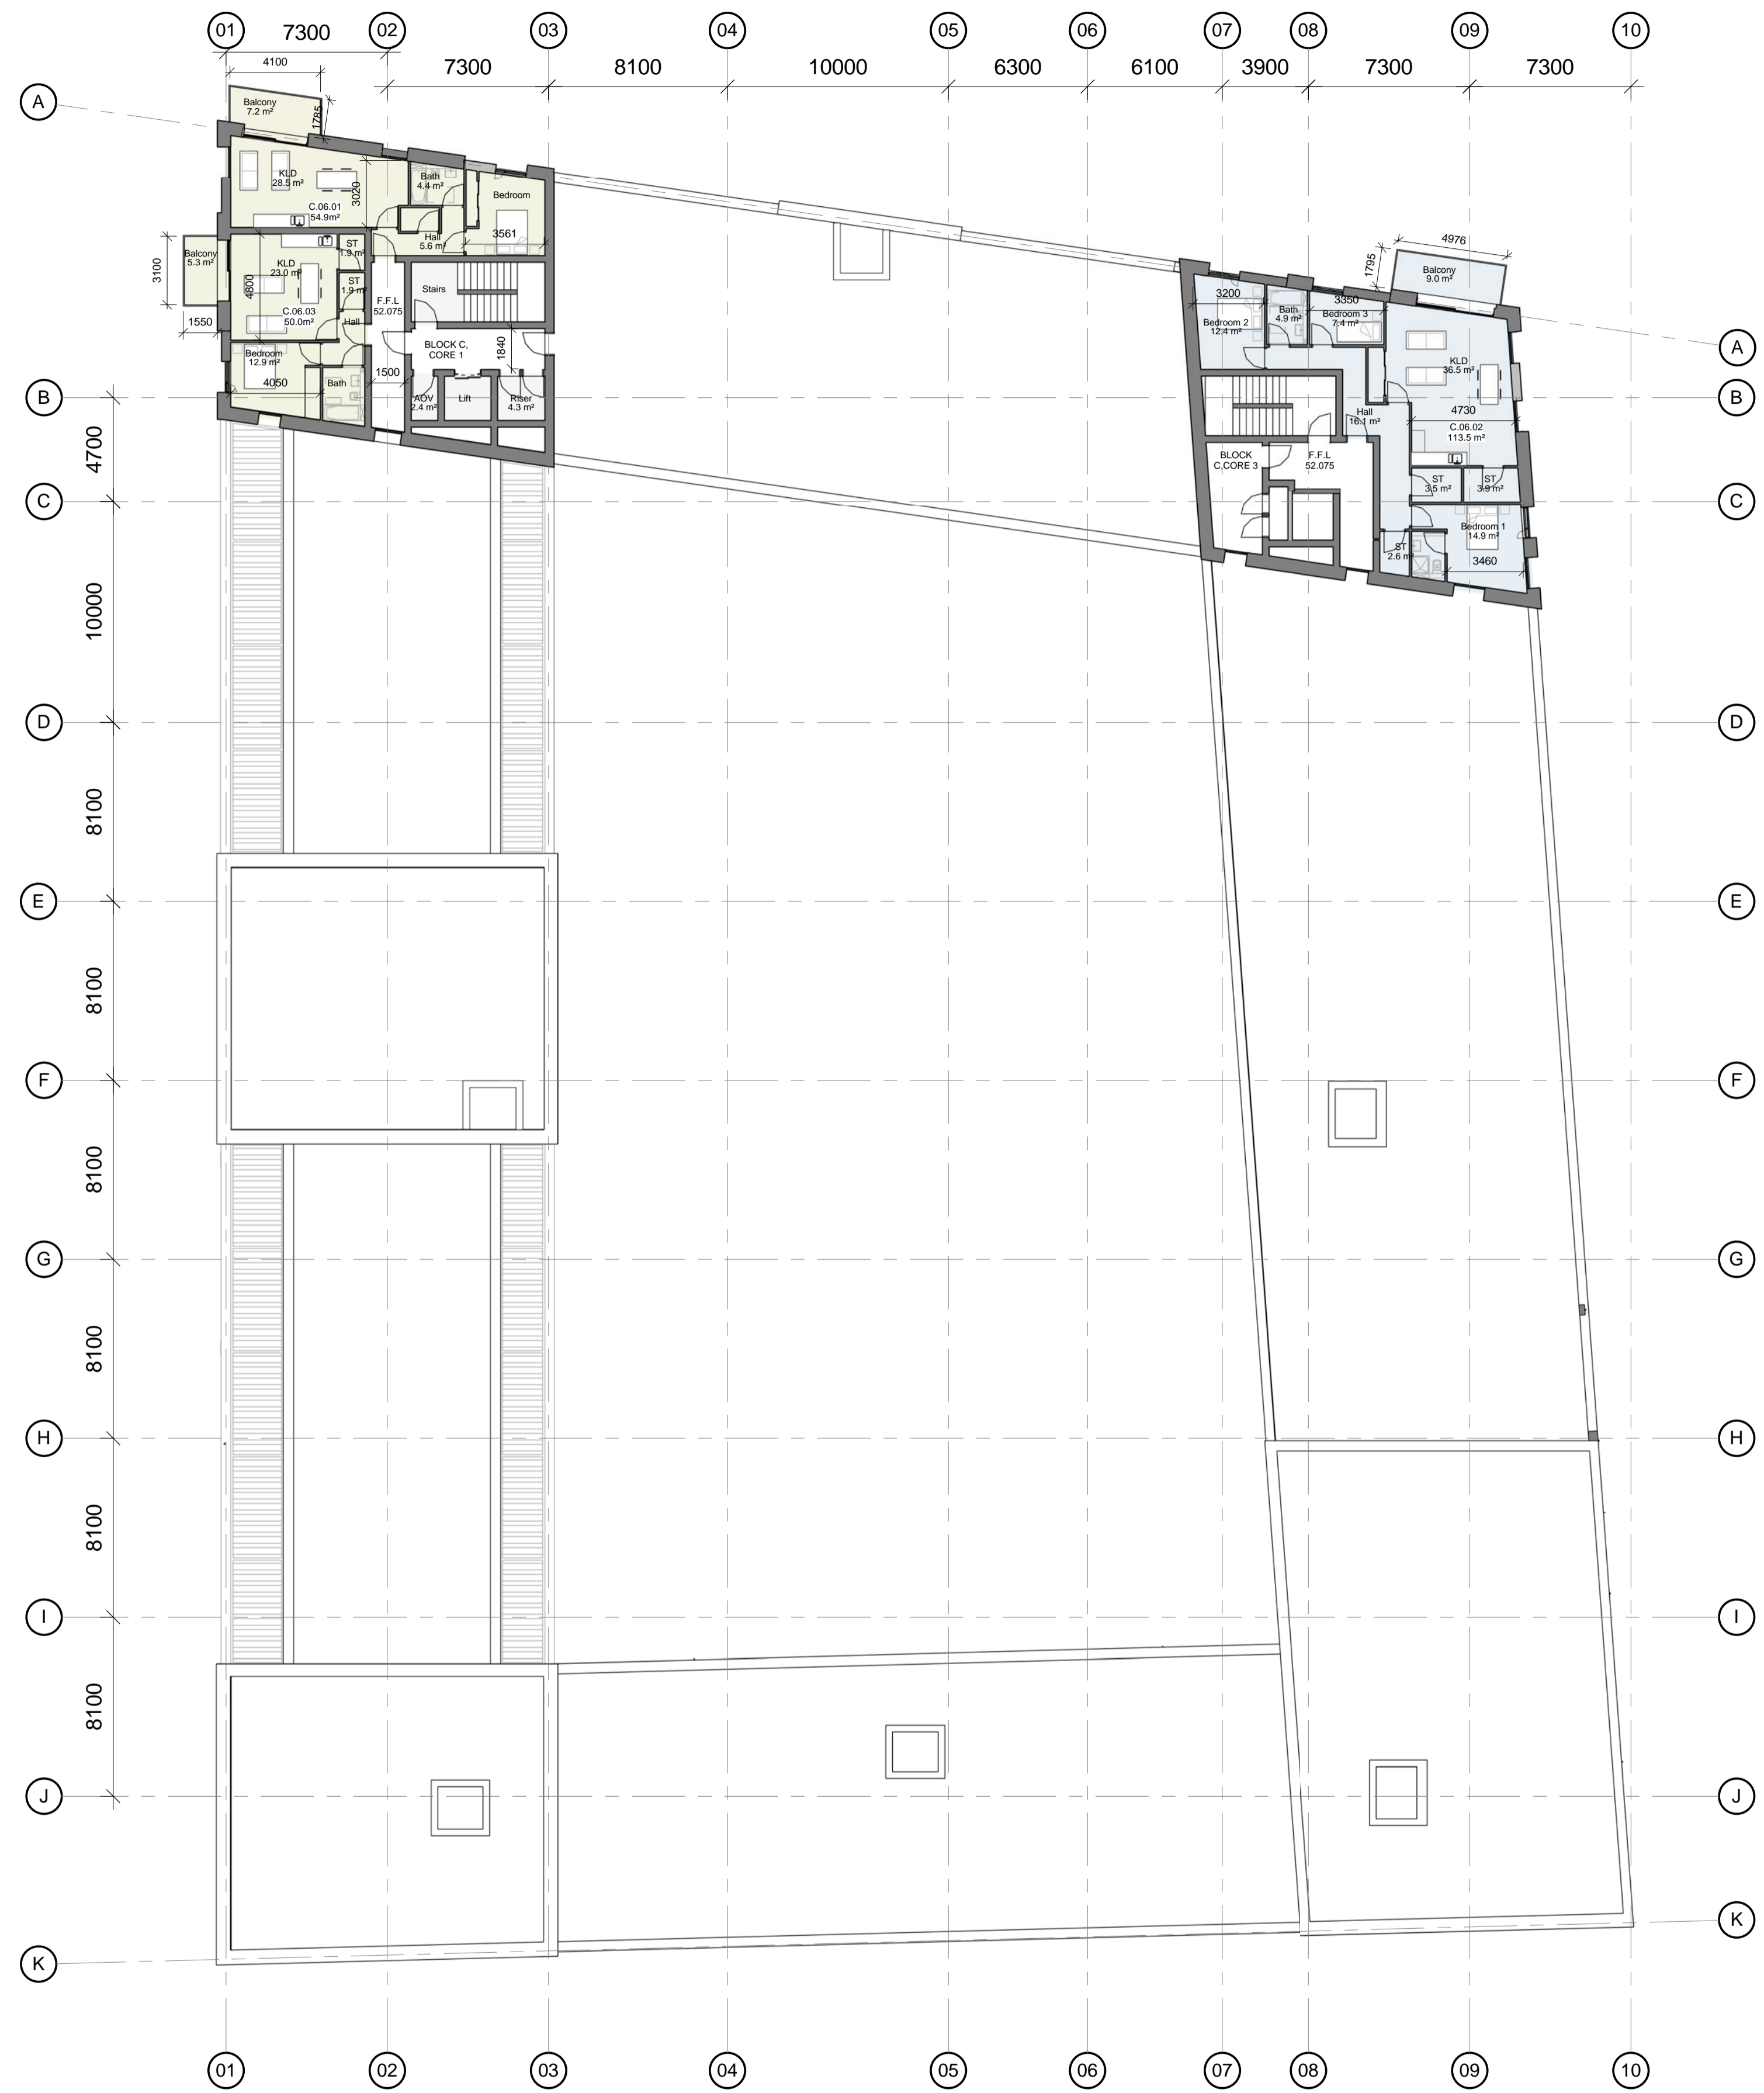 01
02
03
04
05
06
07
08
09
10
7300
7300
8100
10000
6300
6100
3900
7300
7300
4100
A
Balcony
7.2 m²
1785
KLD
28.5 m²
3020
C.06.01
54.9m²
Bath
4.4 m²
Bedroom
Hall
5.6 m²
3561
Balcony
5.3 m²
3100
1550
KLD
23.0 m²
4800
ST
1.9 m²
ST
1.9 m²
C.06.03
50.0m²
Hall
F.F.L
52.075
Stairs
BLOCK C,
CORE 1
1840
Bedroom
12.9 m²
4050
Bath
1500
AOV
2.4 m²
Lift
Riser
4.3 m²
4976
1795
Balcony
9.0 m²
3200
Bedroom 2
12.4 m²
Bath
4.9 m²
3350
Bedroom 3
7.4 m²
KLD
36.5 m²
A
4730
Hall
16.1 m²
C.06.02
113.5 m²
BLOCK
C,CORE 3
F.F.L
52.075
ST
3.5 m²
ST
3.9 m²
Bedroom 1
14.9 m²
ST
2.6 m²
3460
B
B
4700
C
C
10000
D
D
8100
E
E
8100
F
F
8100
G
G
8100
H
H
8100
I
I
8100
J
J
K
K
01
02
03
04
05
06
07
08
09
10